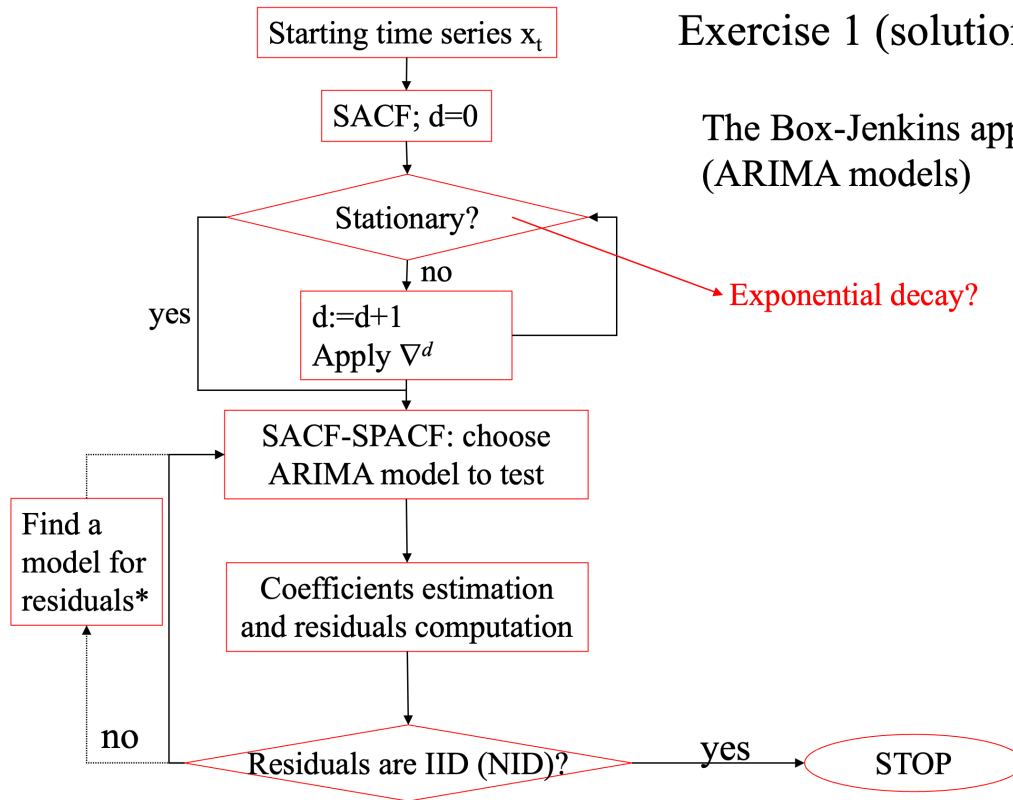 Starting time series xt
Exercise 1 (solution
SACF; d=0
The Box-Jenkins app
(ARIMA models)
Stationary?
no
Exponential decay?
yes
d:=d+1
Apply ∇d
SACF-SPACF: choose
ARIMA model to test
Find a
model for
residuals*
Coefficients estimation
and residuals computation
no
Residuals are IID (NID)?
yes
STOP